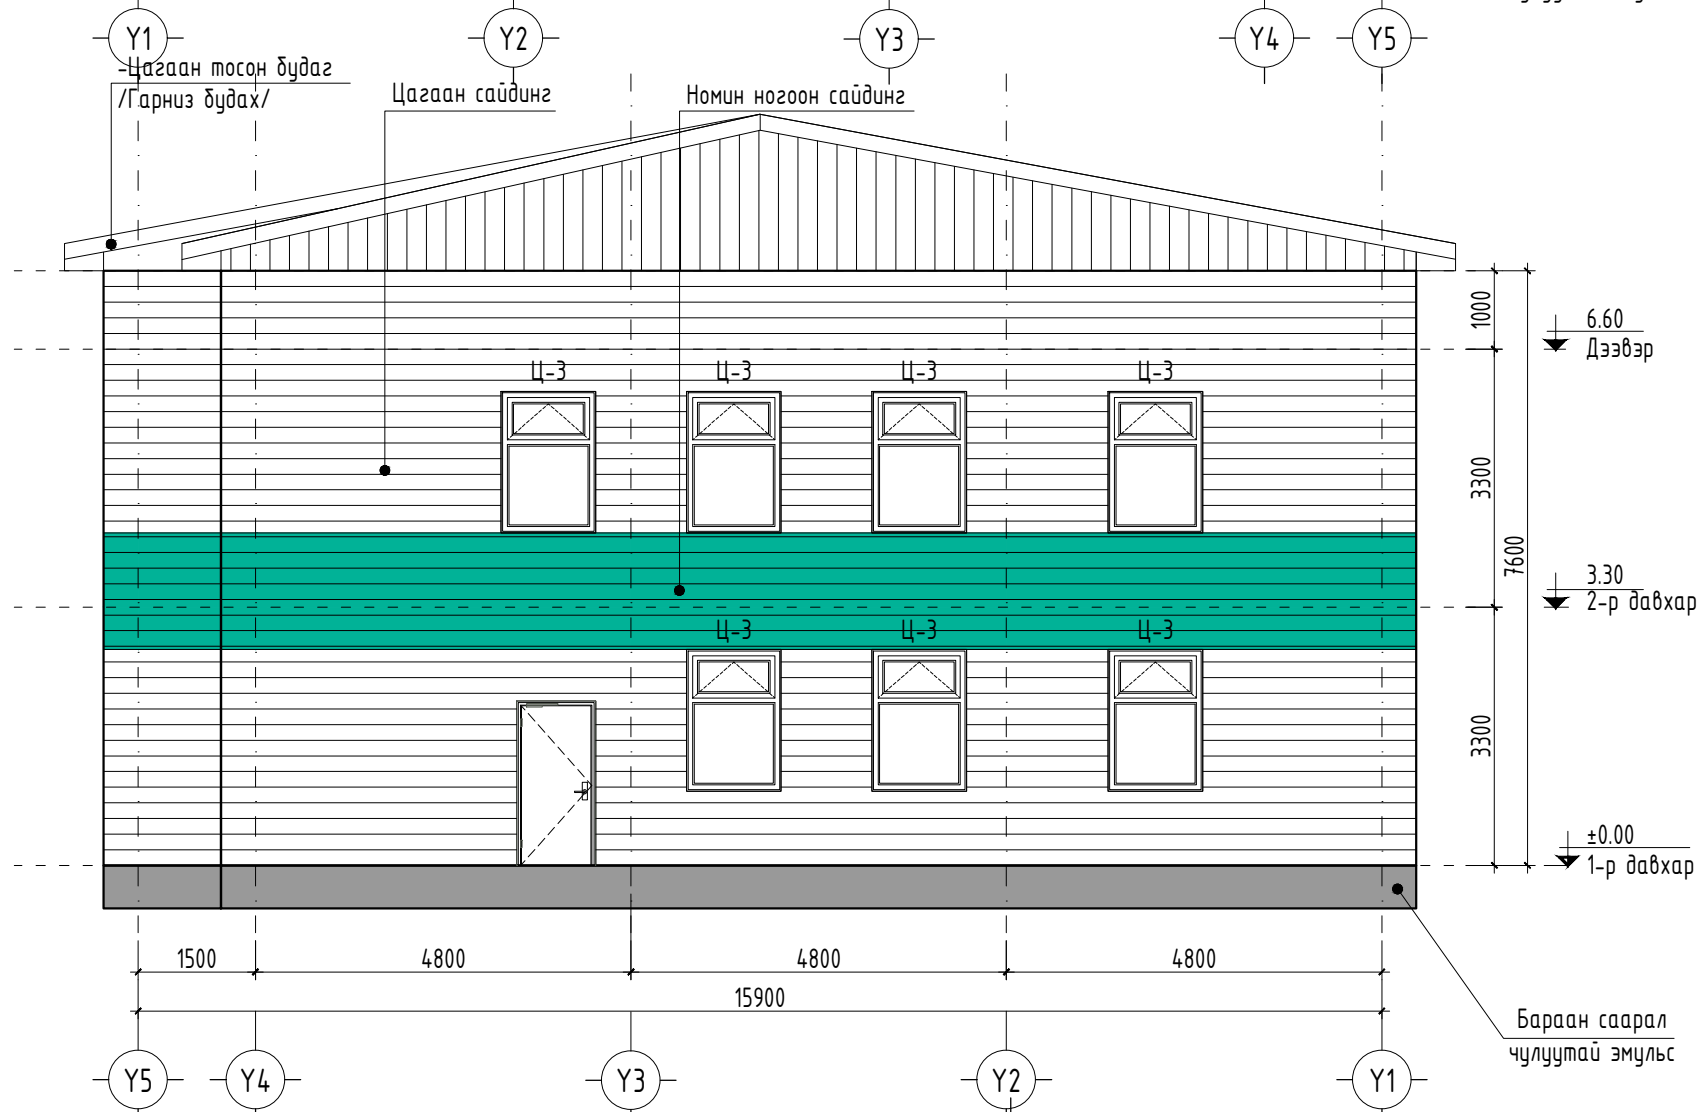 Y1
Y2
Y3
Y4
Y5
-Цагаан тосон будаг
/Гарниз будах/
Цагаан сайдинг
Номин ногоон сайдинг
1000
6.60
Дээвэр
Ц-3
Ц-3
Ц-3
Ц-3
3300
7600
3.30
2-р давхар
Ц-3
Ц-3
Ц-3
3300
±0.00
1-р давхар
1500
4800
4800
4800
15900
Бараан саарал
чулуутай эмульс
Y5
Y4
Y3
Y2
Y1